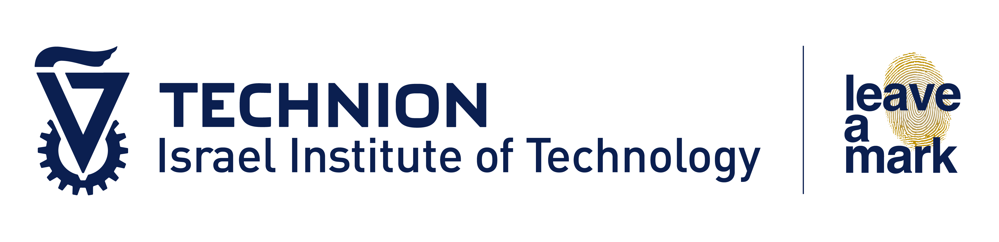 TECHNION
Israel Institute of Technology
leave
a
mark